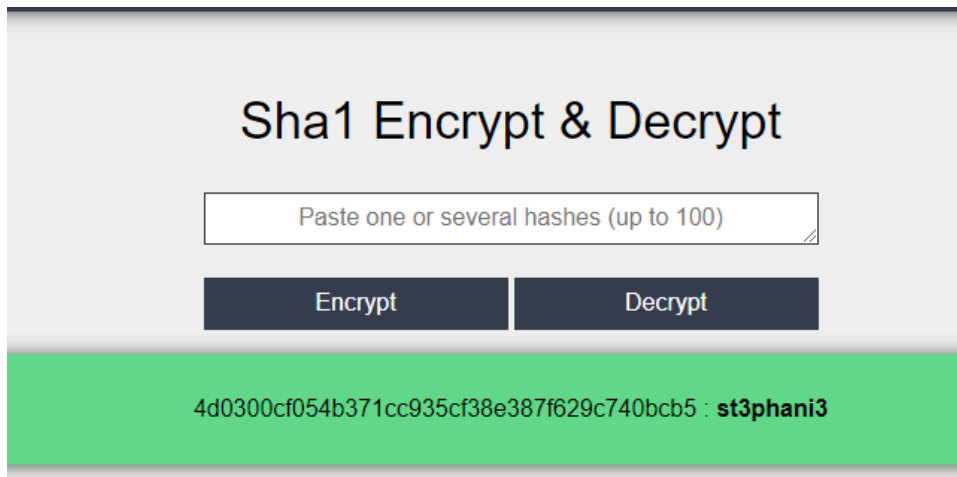 Sha1 Encrypt & Decrypt
Paste one or several hashes (up to 100)
Encrypt
Decrypt
4d0300cf054b371cc935cf38e387f629c740bcb5 : st3phani3